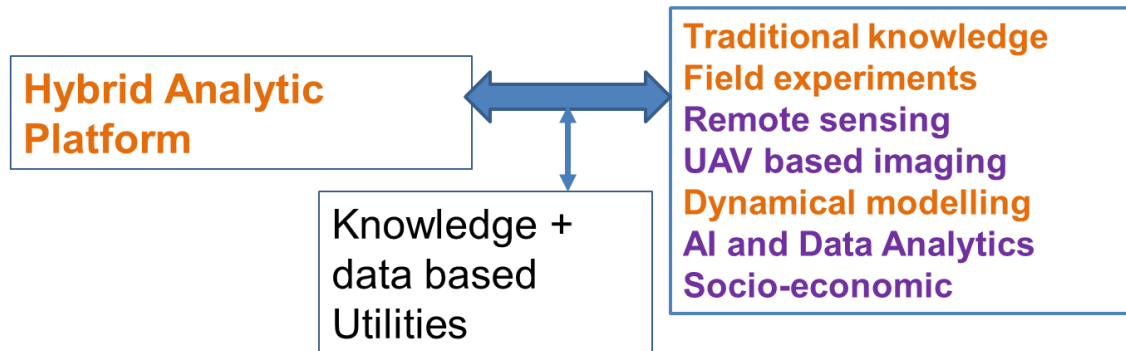 Hybrid Analytic
Platform
Traditional knowledge
Field experiments
Remote sensing
UAV based imaging
Dynamical modelling
AI and Data Analytics
Socio-economic
Knowledge +
data based
Utilities